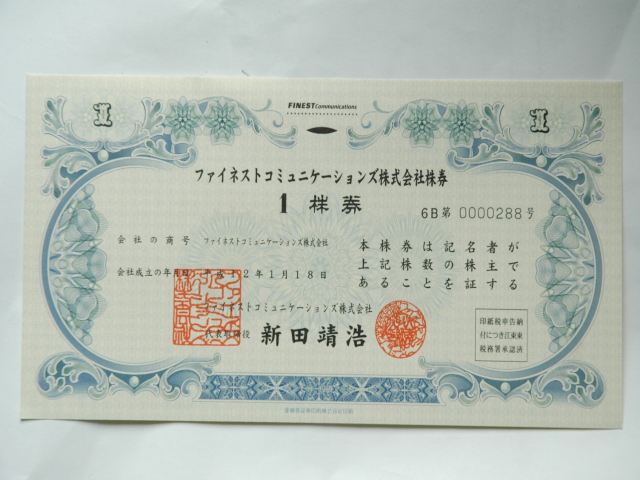 FINEST Communications
1 1
ファイネストコミュニケーションズ株式会社株券
1 株券
6B第 0000288 号
会社の商号 ファイネストコミュニケーションズ株式会社
会社成立の年月日 平成12年1月18日
ファイネストコミュニケーションズ株式会社
代表取締役 新田靖浩
本株券は記名者が
上記株数の株主で
あることを証する
印紙税申告納
付につき江東東
税務署承認済